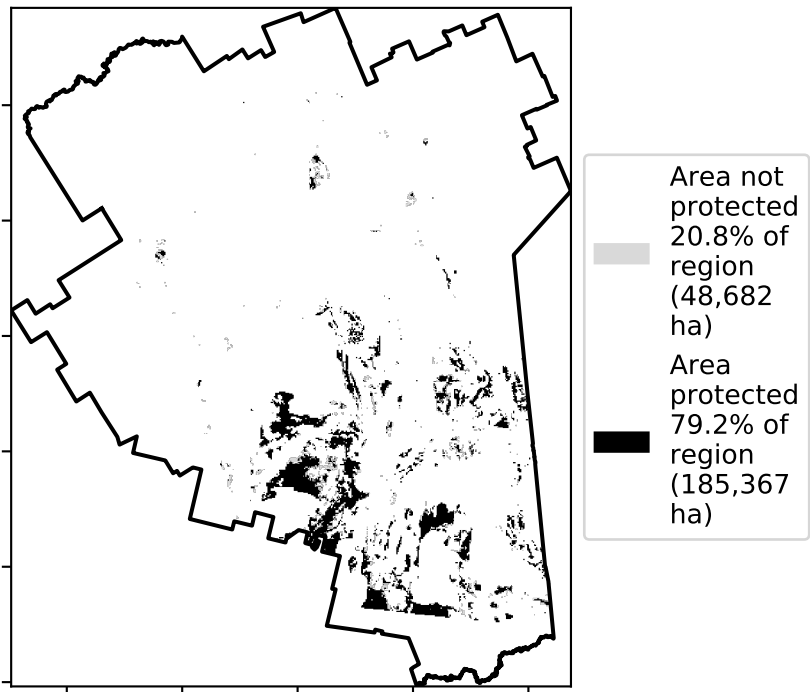 Area not
protected
20.8% of
region
(48,682
ha)
Area
protected
79.2% of
region
(185,367
ha)